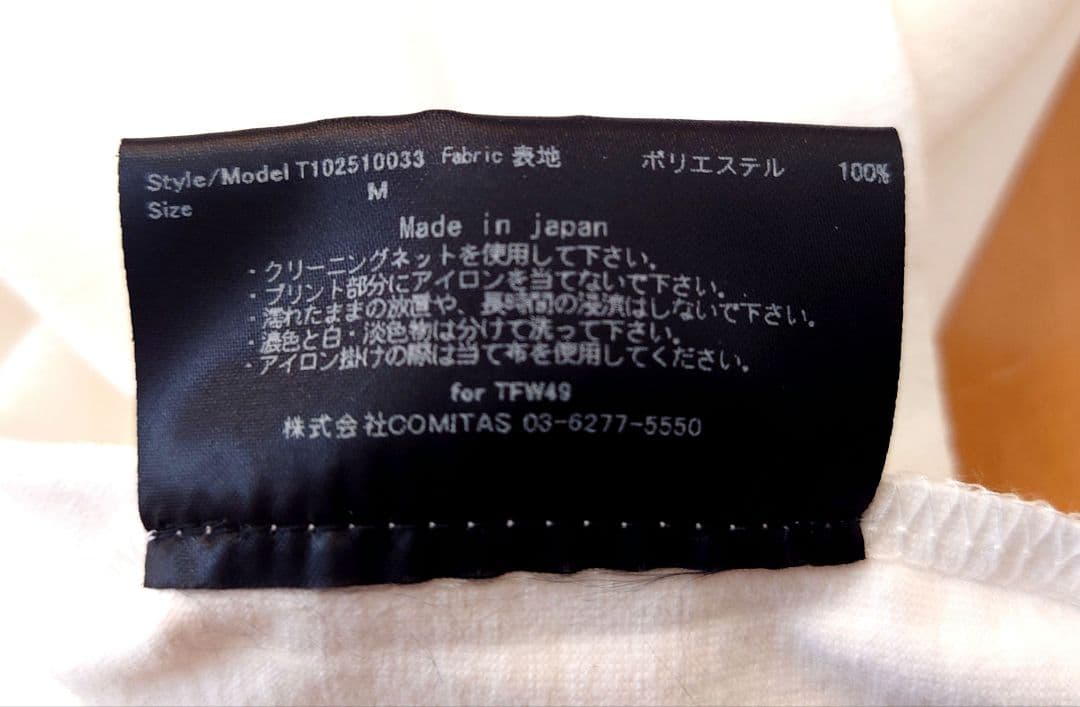 Style/Model T102510033 Fabric 表地 ポリエステル 100%
Size M
Made in japan
・クリーニングネットを使用して下さい。
・プリント部分にアイロンを当てないで下さい。
・濡れたままの放置や、長時間の浸漬はしないで下さい。
・濃色と白・淡色物は分けて洗って下さい。
・アイロン掛けの際は当て布を使用してください。
for TFW49
株式会社COMITAS 03-6277-5550